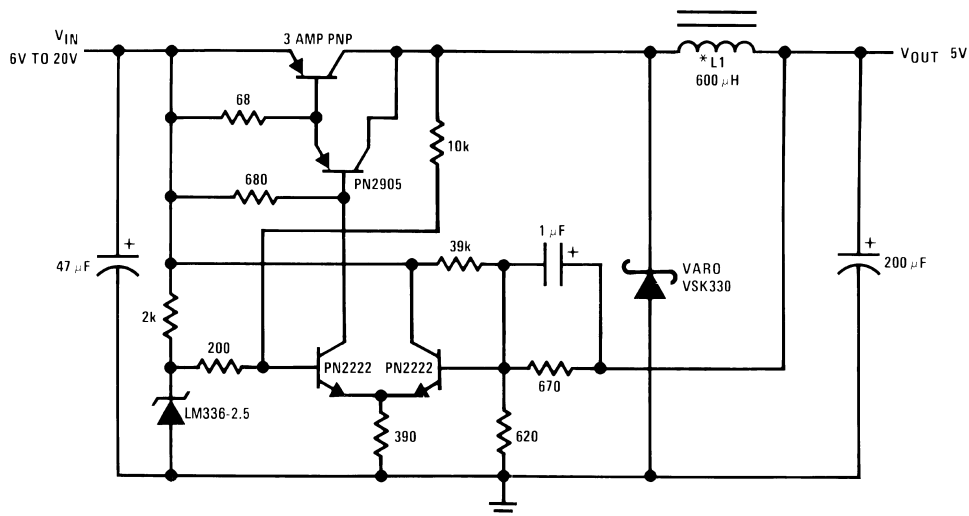 VIN
6V TO 20V
3 AMP PNP
*L1
600 μH
VOUT 5V
68
10k
PN2905
680
39k
1 μF
+
+
+
47 μF
VARO
VSK330
200 μF
2k
200
PN2222
PN2222
670
LM336-2.5
390
620